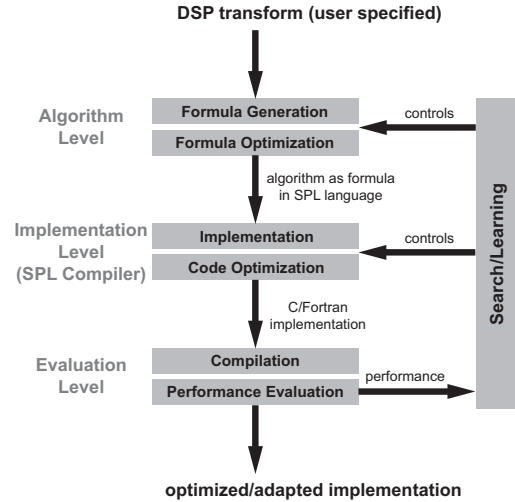 DSP transform (user specified)
Algorithm
Level
Formula Generation
Formula Optimization
controls
algorithm as formula
in SPL language
Implementation
Level
(SPL Compiler)
Implementation
Code Optimization
controls
Search/Learning
C/Fortran
implementation
Evaluation
Level
Compilation
Performance Evaluation
performance
optimized/adapted implementation